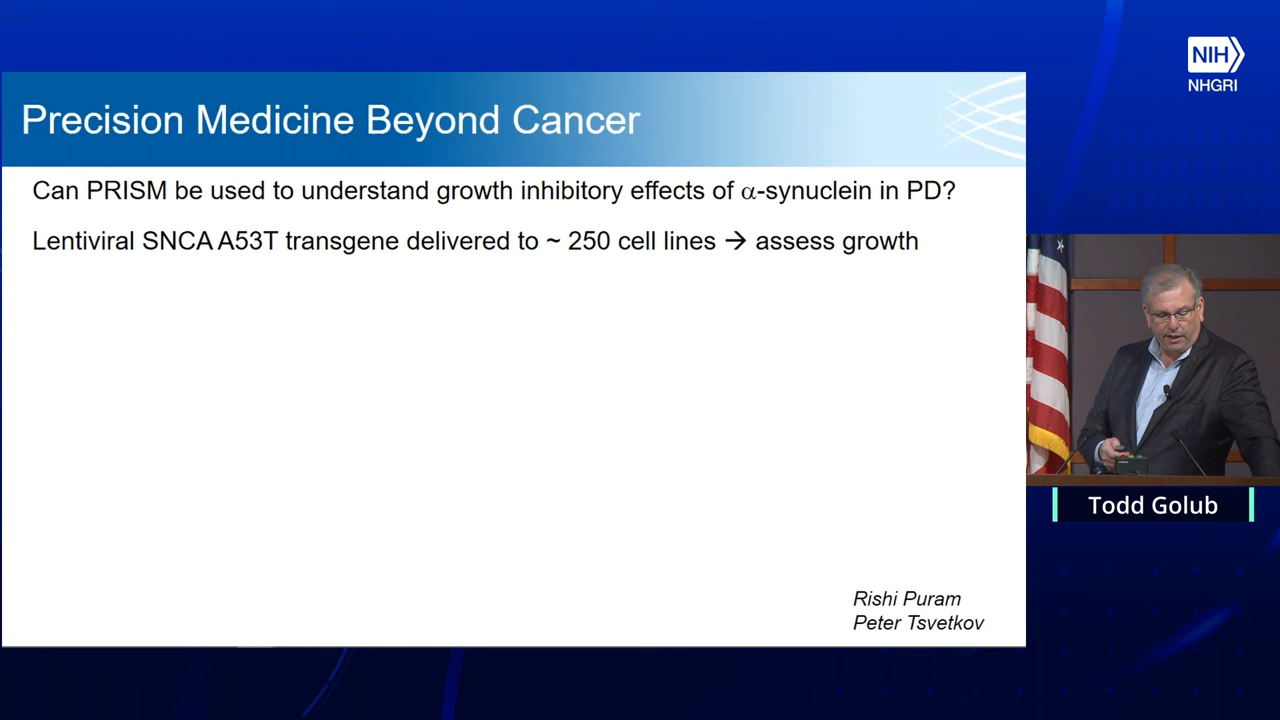 NIH
NHGRI
Precision Medicine Beyond Cancer
Can PRISM be used to understand growth inhibitory effects of α-synuclein in PD?
Lentiviral SNCA A53T transgene delivered to ~ 250 cell lines → assess growth
Todd Golub
Rishi Puram
Peter Tsvetkov